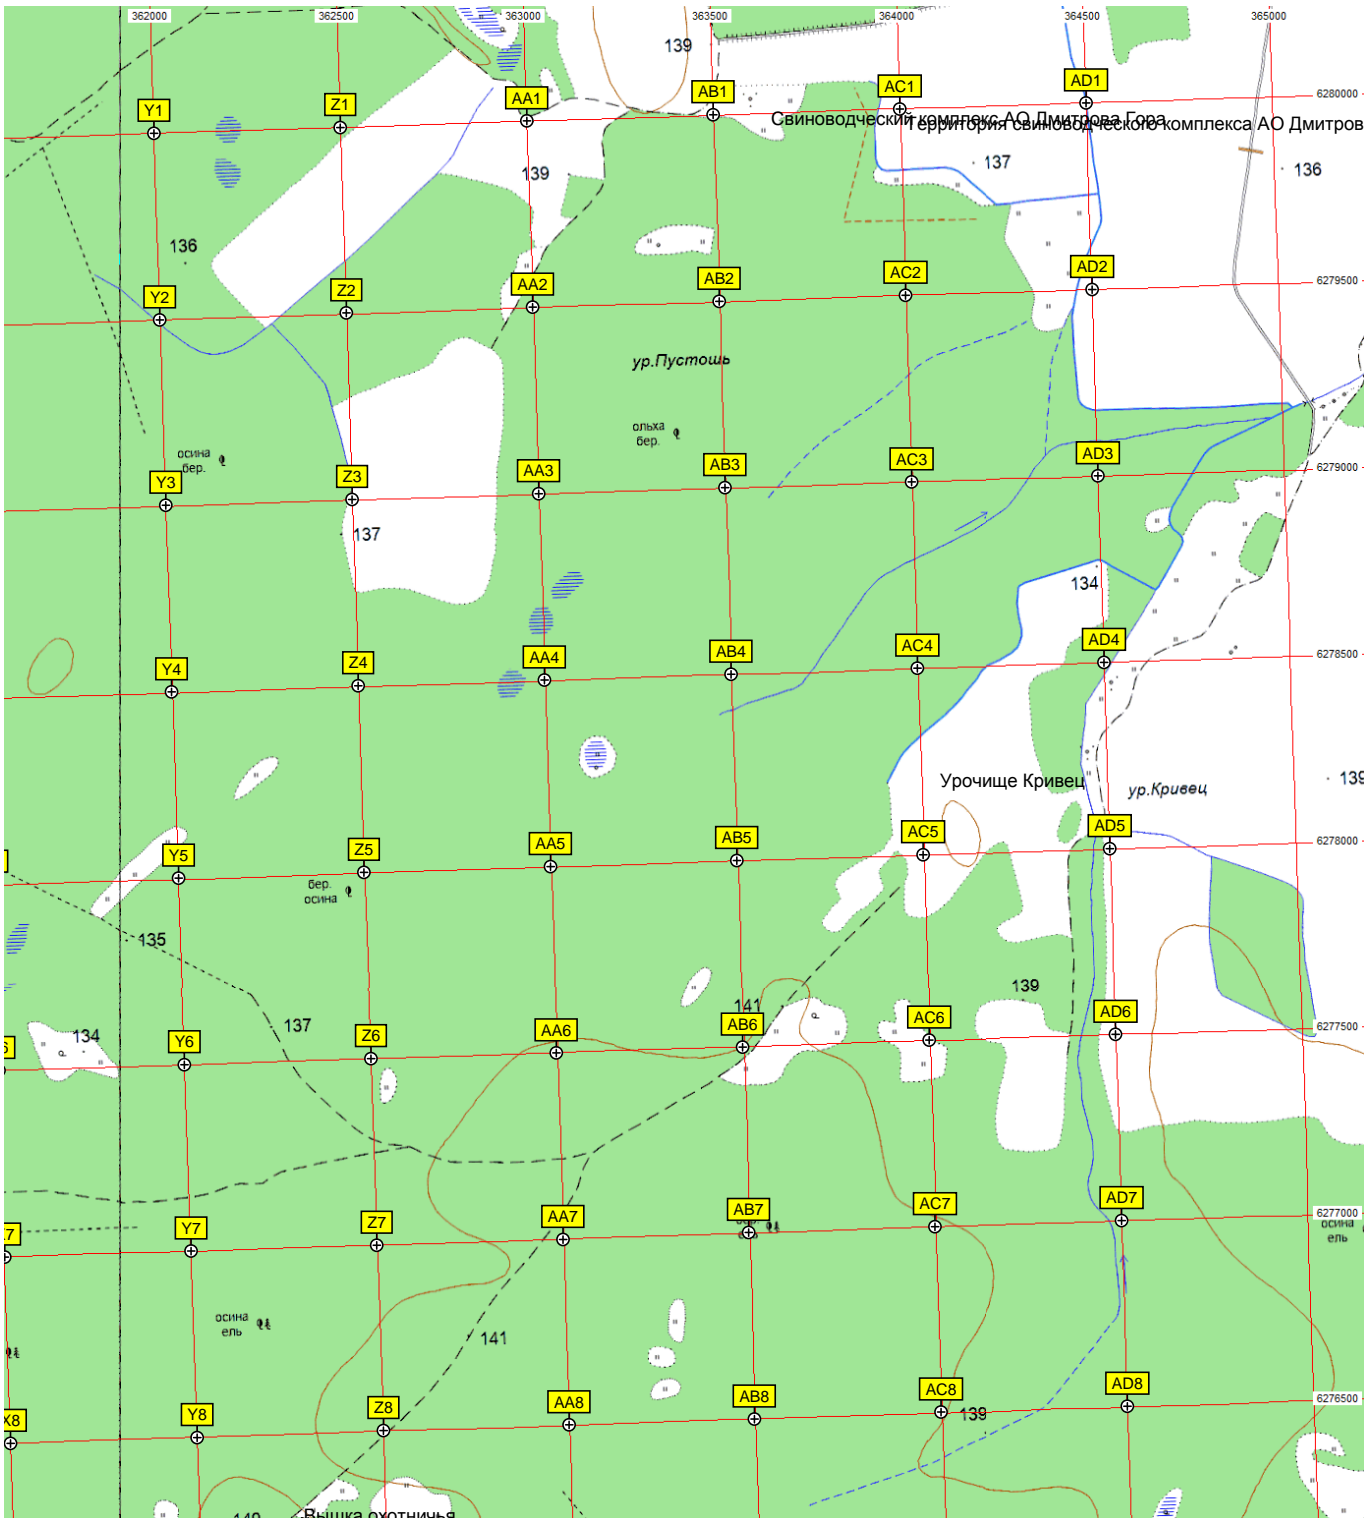 362000 362500 363000 363500 364000 364500 365000
139
Y1 Z1 AA1 AB1 AC1 AD1 6280000
Свиноводческий комплекс АО Дмитрова Гора
Территория свиноводческого комплекса АО Дмитров
139 137 136
136
Y2 Z2 AA2 AB2 AC2 AD2 6279500
ур.Пустошь
ольха
бер.
осина
бер.
Y3 Z3 AA3 AB3 AC3 AD3 6279000
137
134
Y4 Z4 AA4 AB4 AC4 AD4 6278500
Урочище Кривец
ур.Кривец
139
Y5 Z5 AA5 AB5 AC5 AD5 6278000
бер.
осина
135
139
141
137
134
6 Y6 Z6 AA6 AB6 AC6 AD6 6277500
7 Y7 Z7 AA7 AB7 AC7 AD7 6277000
осина
ель
осина
ель
141
X8 Y8 Z8 AA8 AB8 AC8 AD8 6276500
139
140
Вышка охотничья